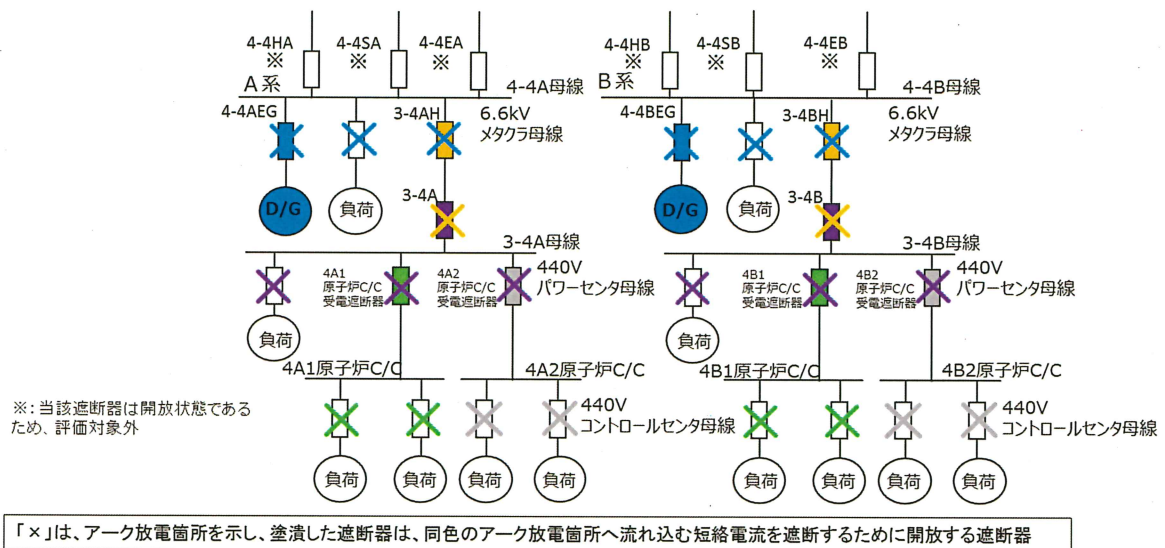 4-4HA
※
4-4SA
※
4-4EA
※
A系
4-4A母線
4-4AEG
3-4AH
6.6kV
メタクラ母線
D/G
負荷
3-4A
3-4A母線
4A1
原子炉C/C
受電遮断器
4A2
原子炉C/C
受電遮断器
440V
パワーセンタ母線
負荷
4A1原子炉C/C
4A2原子炉C/C
440V
コントロールセンタ母線
負荷
負荷
負荷
負荷
4-4HB
※
4-4SB
※
4-4EB
※
B系
4-4B母線
4-4BEG
3-4BH
6.6kV
メタクラ母線
D/G
負荷
3-4B
3-4B母線
4B1
原子炉C/C
受電遮断器
4B2
原子炉C/C
受電遮断器
440V
パワーセンタ母線
負荷
4B1原子炉C/C
4B2原子炉C/C
440V
コントロールセンタ母線
負荷
負荷
負荷
負荷
※:当該遮断器は開放状態である
ため、評価対象外
「×」は、アーク放電箇所を示し、塗潰した遮断器は、同色のアーク放電箇所へ流れ込む短絡電流を遮断するために開放する遮断器